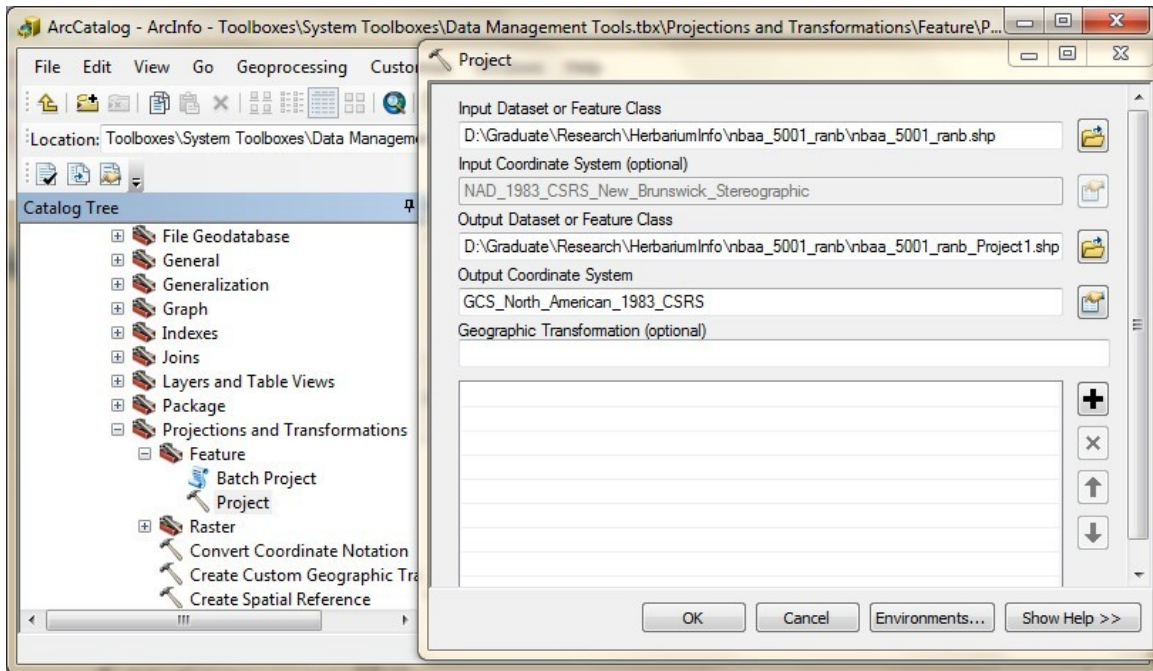 ArcCatalog - ArcInfo - Toolboxes\System Toolboxes\Data Management Tools.tbx\Projections and Transformations\Feature\P...
File Edit View Go Geoprocessing Custo
Location: Toolboxes\System Toolboxes\Data Managem
Catalog Tree
File Geodatabase
General
Generalization
Graph
Indexes
Joins
Layers and Table Views
Package
Projections and Transformations
Feature
Batch Project
Project
Raster
Convert Coordinate Notation
Create Custom Geographic Tra
Create Spatial Reference
Project
Input Dataset or Feature Class
D:\Graduate\Research\HerbariumInfo\nbaa_5001_ranb\nbaa_5001_ranb.shp
Input Coordinate System (optional)
NAD_1983_CSRS_New_Brunswick_Stereographic
Output Dataset or Feature Class
D:\Graduate\Research\HerbariumInfo\nbaa_5001_ranb\nbaa_5001_ranb_Project1.shp
Output Coordinate System
GCS_North_American_1983_CSRS
Geographic Transformation (optional)
OK Cancel Environments... Show Help >>